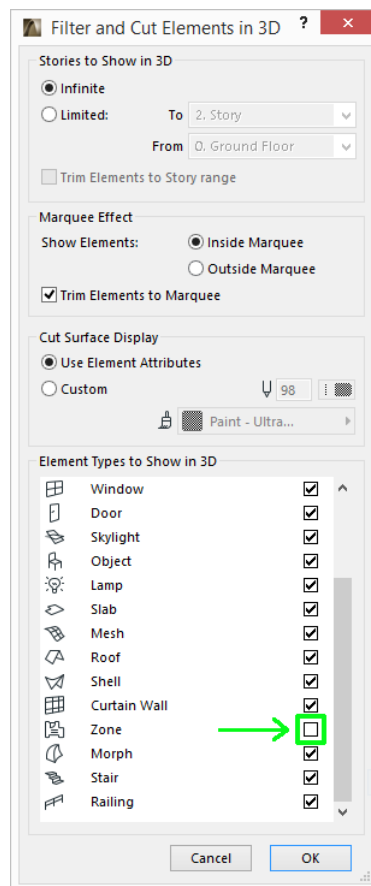 Filter and Cut Elements in 3D ? ×
Stories to Show in 3D
Infinite
Limited: To 2. Story
From 0. Ground Floor
Trim Elements to Story range
Marquee Effect
Show Elements: Inside Marquee
Outside Marquee
Trim Elements to Marquee
Cut Surface Display
Use Element Attributes
Custom 98
Paint - Ultra...
Element Types to Show in 3D
Window
Door
Skylight
Object
Lamp
Slab
Mesh
Roof
Shell
Curtain Wall
Zone
Morph
Stair
Railing
Cancel OK